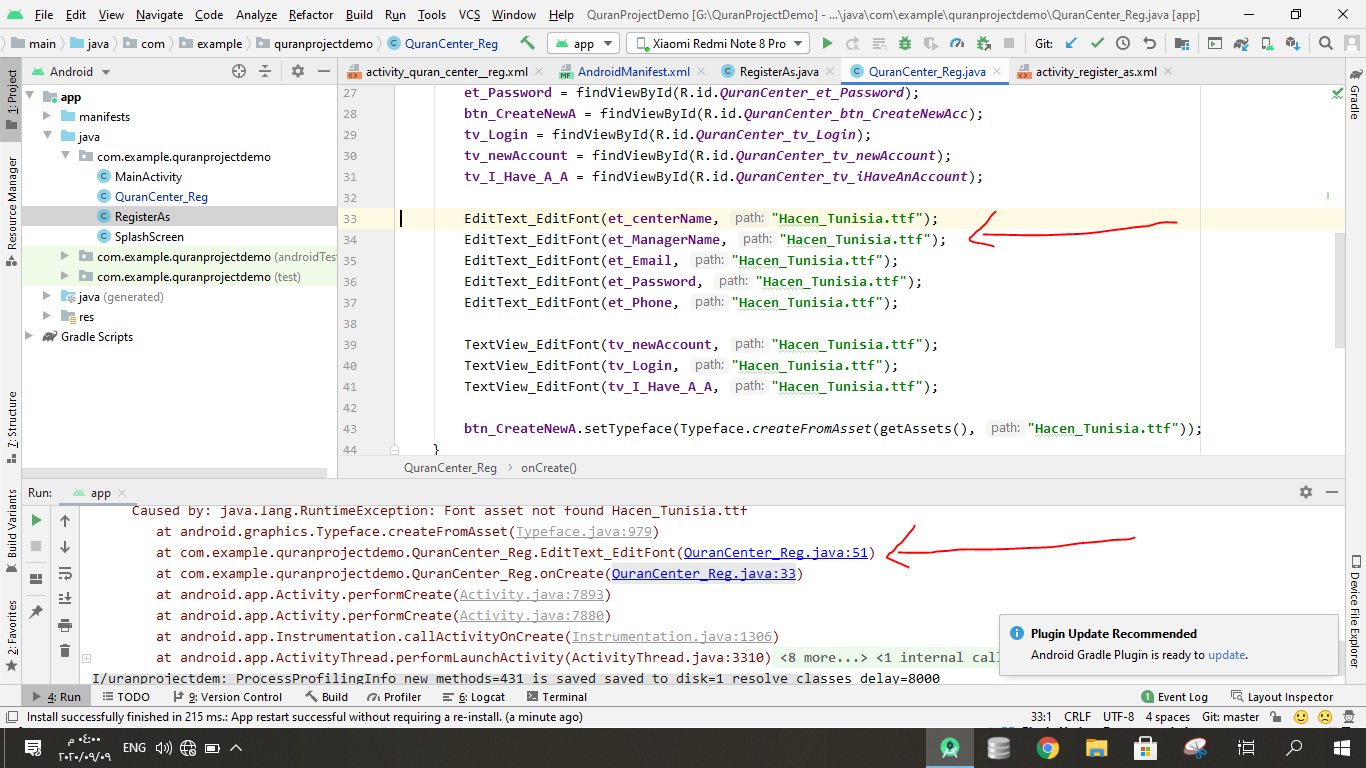 File Edit View Navigate Code Analyze Refactor Build Run Tools VCS Window Help QuranProjectDemo [G:\QuranProjectDemo] - ...\java\com\example\quranprojectdemo\QuranCenter_Reg.java [app]
main java com example quranprojectdemo QuranCenter_Reg app Xiaomi Redmi Note 8 Pro Git:
Android activity_quran_center__reg.xml AndroidManifest.xml RegisterAs.java QuranCenter_Reg.java activity_register_as.xml
1: Project
Resource Manager
7: Structure
Build Variants
2: Favorites
app
manifests
java
com.example.quranprojectdemo
MainActivity
QuranCenter_Reg
RegisterAs
SplashScreen
com.example.quranprojectdemo (androidTes
com.example.quranprojectdemo (test)
java (generated)
res
Gradle Scripts
27 et_Password = findViewById(R.id.QuranCenter_et_Password);
28 btn_CreateNewA = findViewById(R.id.QuranCenter_btn_CreateNewAcc);
29 tv_Login = findViewById(R.id.QuranCenter_tv_Login);
30 tv_newAccount = findViewById(R.id.QuranCenter_tv_newAccount);
31 tv_I_Have_A_A = findViewById(R.id.QuranCenter_tv_iHaveAnAccount);
32
33 EditText_EditFont(et_centerName, path: "Hacen_Tunisia.ttf");
34 EditText_EditFont(et_ManagerName, path: "Hacen_Tunisia.ttf");
35 EditText_EditFont(et_Email, path: "Hacen_Tunisia.ttf");
36 EditText_EditFont(et_Password, path: "Hacen_Tunisia.ttf");
37 EditText_EditFont(et_Phone, path: "Hacen_Tunisia.ttf");
38
39 TextView_EditFont(tv_newAccount, path: "Hacen_Tunisia.ttf");
40 TextView_EditFont(tv_Login, path: "Hacen_Tunisia.ttf");
41 TextView_EditFont(tv_I_Have_A_A, path: "Hacen_Tunisia.ttf");
42
43 btn_CreateNewA.setTypeface(Typeface.createFromAsset(getAssets(), path: "Hacen_Tunisia.ttf"));
44 }
QuranCenter_Reg onCreate()
Gradle
Device File Explorer
Run: app
Caused by: java.lang.RuntimeException: Font asset not found Hacen_Tunisia.ttf
at android.graphics.Typeface.createFromAsset(Typeface.java:979)
at com.example.quranprojectdemo.QuranCenter_Reg.EditText_EditFont(QuranCenter_Reg.java:51)
at com.example.quranprojectdemo.QuranCenter_Reg.onCreate(QuranCenter_Reg.java:33)
at android.app.Activity.performCreate(Activity.java:7893)
at android.app.Activity.performCreate(Activity.java:7880)
at android.app.Instrumentation.callActivityOnCreate(Instrumentation.java:1306)
at android.app.ActivityThread.performLaunchActivity(ActivityThread.java:3310) <8 more...> <1 internal cal
I/uranprojectdem: ProcessProfilingInfo new_methods=431 is saved saved_to_disk=1 resolve_classes_delay=8000
Plugin Update Recommended
Android Gradle Plugin is ready to update.
4: Run TODO 9: Version Control Build Profiler 6: Logcat Terminal 1 Event Log Layout Inspector
Install successfully finished in 215 ms.: App restart successful without requiring a re-install. (a minute ago) 33:1 CRLF UTF-8 4 spaces Git: master
ENG م ٠٤:٠٠
٢٠٢٠/٠٩/٠٩